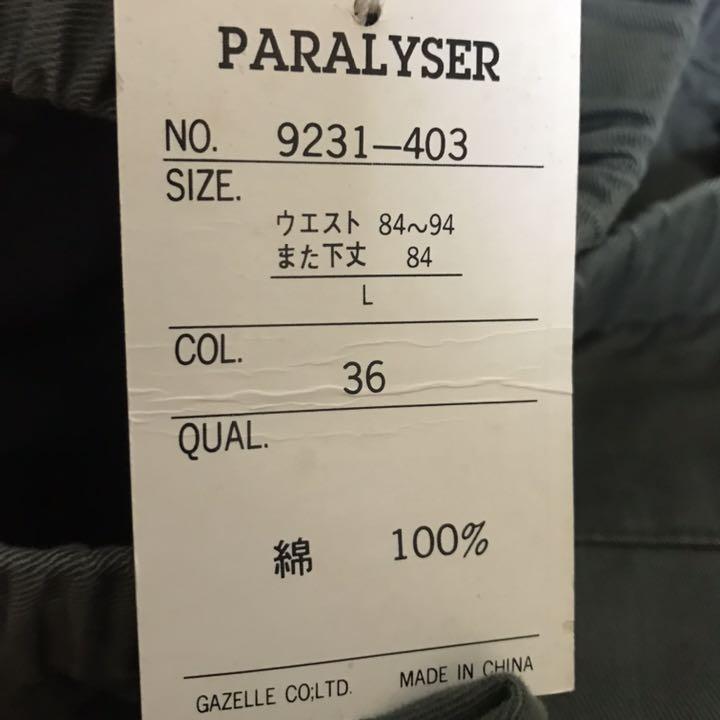 PARALYSER
NO. 9231-403
SIZE.
ウエスト 84~94
また下丈 84
L
COL.
36
QUAL.
綿 100%
GAZELLE CO;LTD. MADE IN CHINA